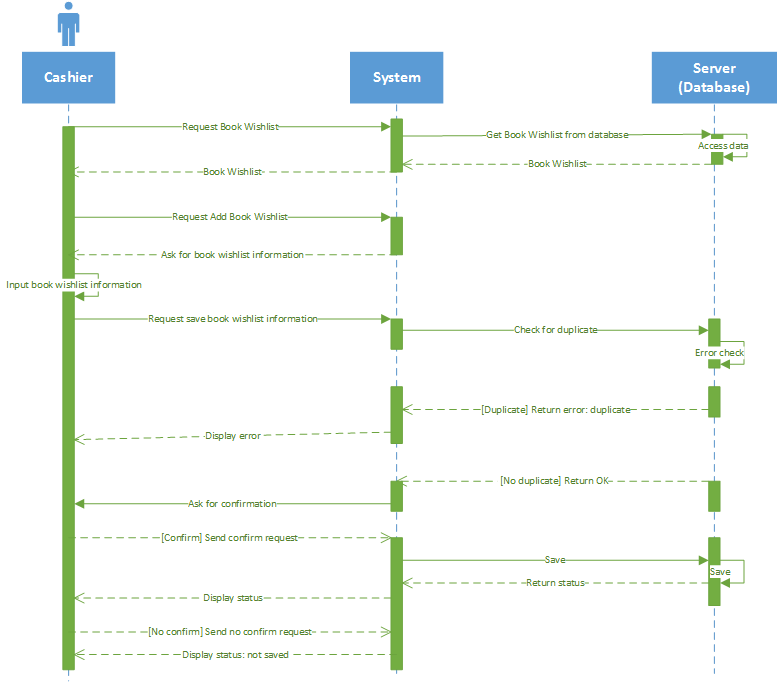 Cashier
System
Server
(Database)
Request Book Wishlist
Get Book Wishlist from database
Access data
Book Wishlist
Book Wishlist
Request Add Book Wishlist
Ask for book wishlist information
Input book wishlist information
Request save book wishlist information
Check for duplicate
Error check
[Duplicate] Return error: duplicate
Display error
[No duplicate] Return OK
Ask for confirmation
[Confirm] Send confirm request
Save
Save
Return status
Display status
[No confirm] Send no confirm request
Display status: not saved